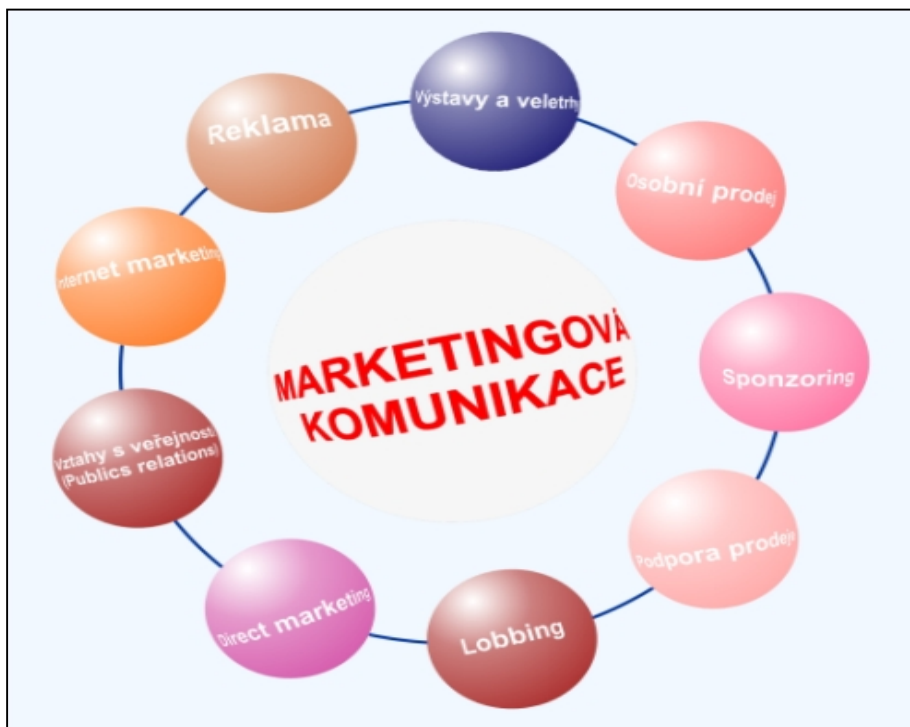 Výstavy a veletrhy
Reklama
Osobní prodej
Internet marketing
MARKETINGOVÁ
KOMUNIKACE
Sponzoring
Vztahy s veřejností
(Publics relations)
Podpora prodeje
Direct marketing
Lobbing